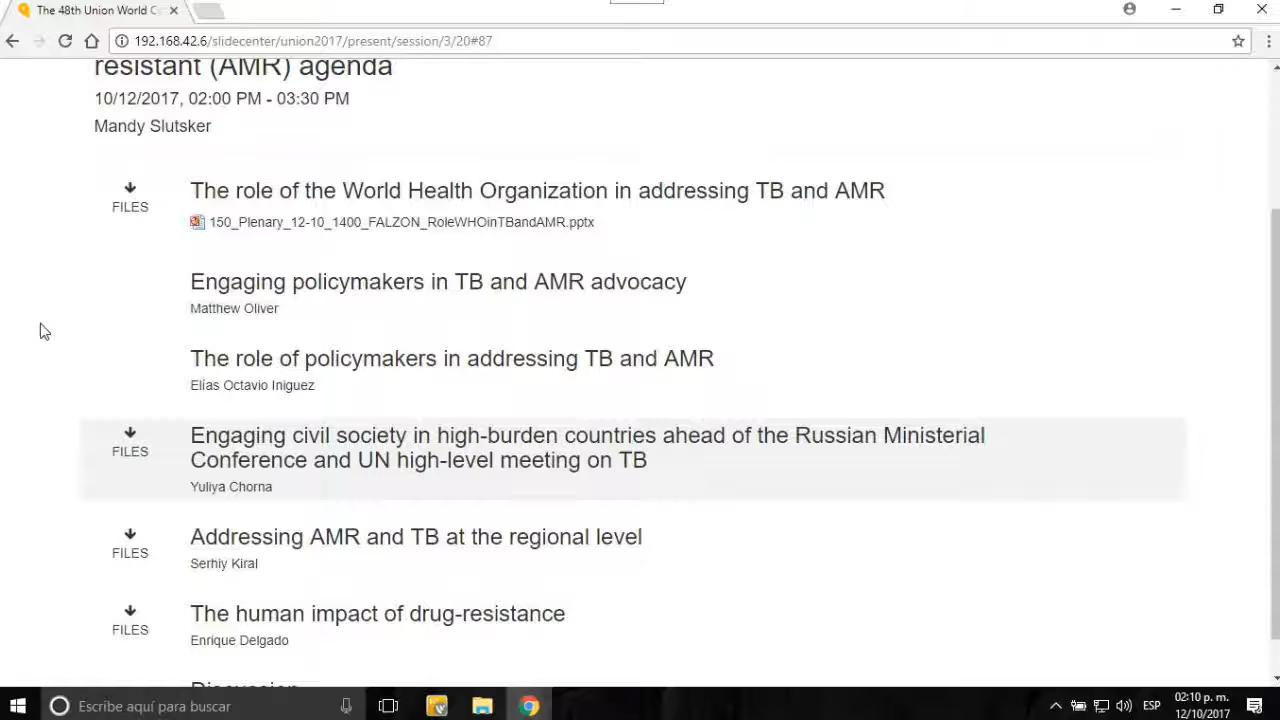 The 48th Union World C
192.168.42.6/slidecenter/union2017/present/session/3/20#87
resistant (AMR) agenda
10/12/2017, 02:00 PM - 03:30 PM
Mandy Slutsker
The role of the World Health Organization in addressing TB and AMR
FILES
150_Plenary_12-10_1400_FALZON_RoleWHOinTBandAMR.pptx
Engaging policymakers in TB and AMR advocacy
Matthew Oliver
The role of policymakers in addressing TB and AMR
Elías Octavio Iniguez
Engaging civil society in high-burden countries ahead of the Russian Ministerial
FILES
Conference and UN high-level meeting on TB
Yuliya Chorna
Addressing AMR and TB at the regional level
FILES
Serhiy Kiral
The human impact of drug-resistance
FILES
Enrique Delgado
Discussion
Escribe aquí para buscar
ESP
02:10 p. m.
12/10/2017